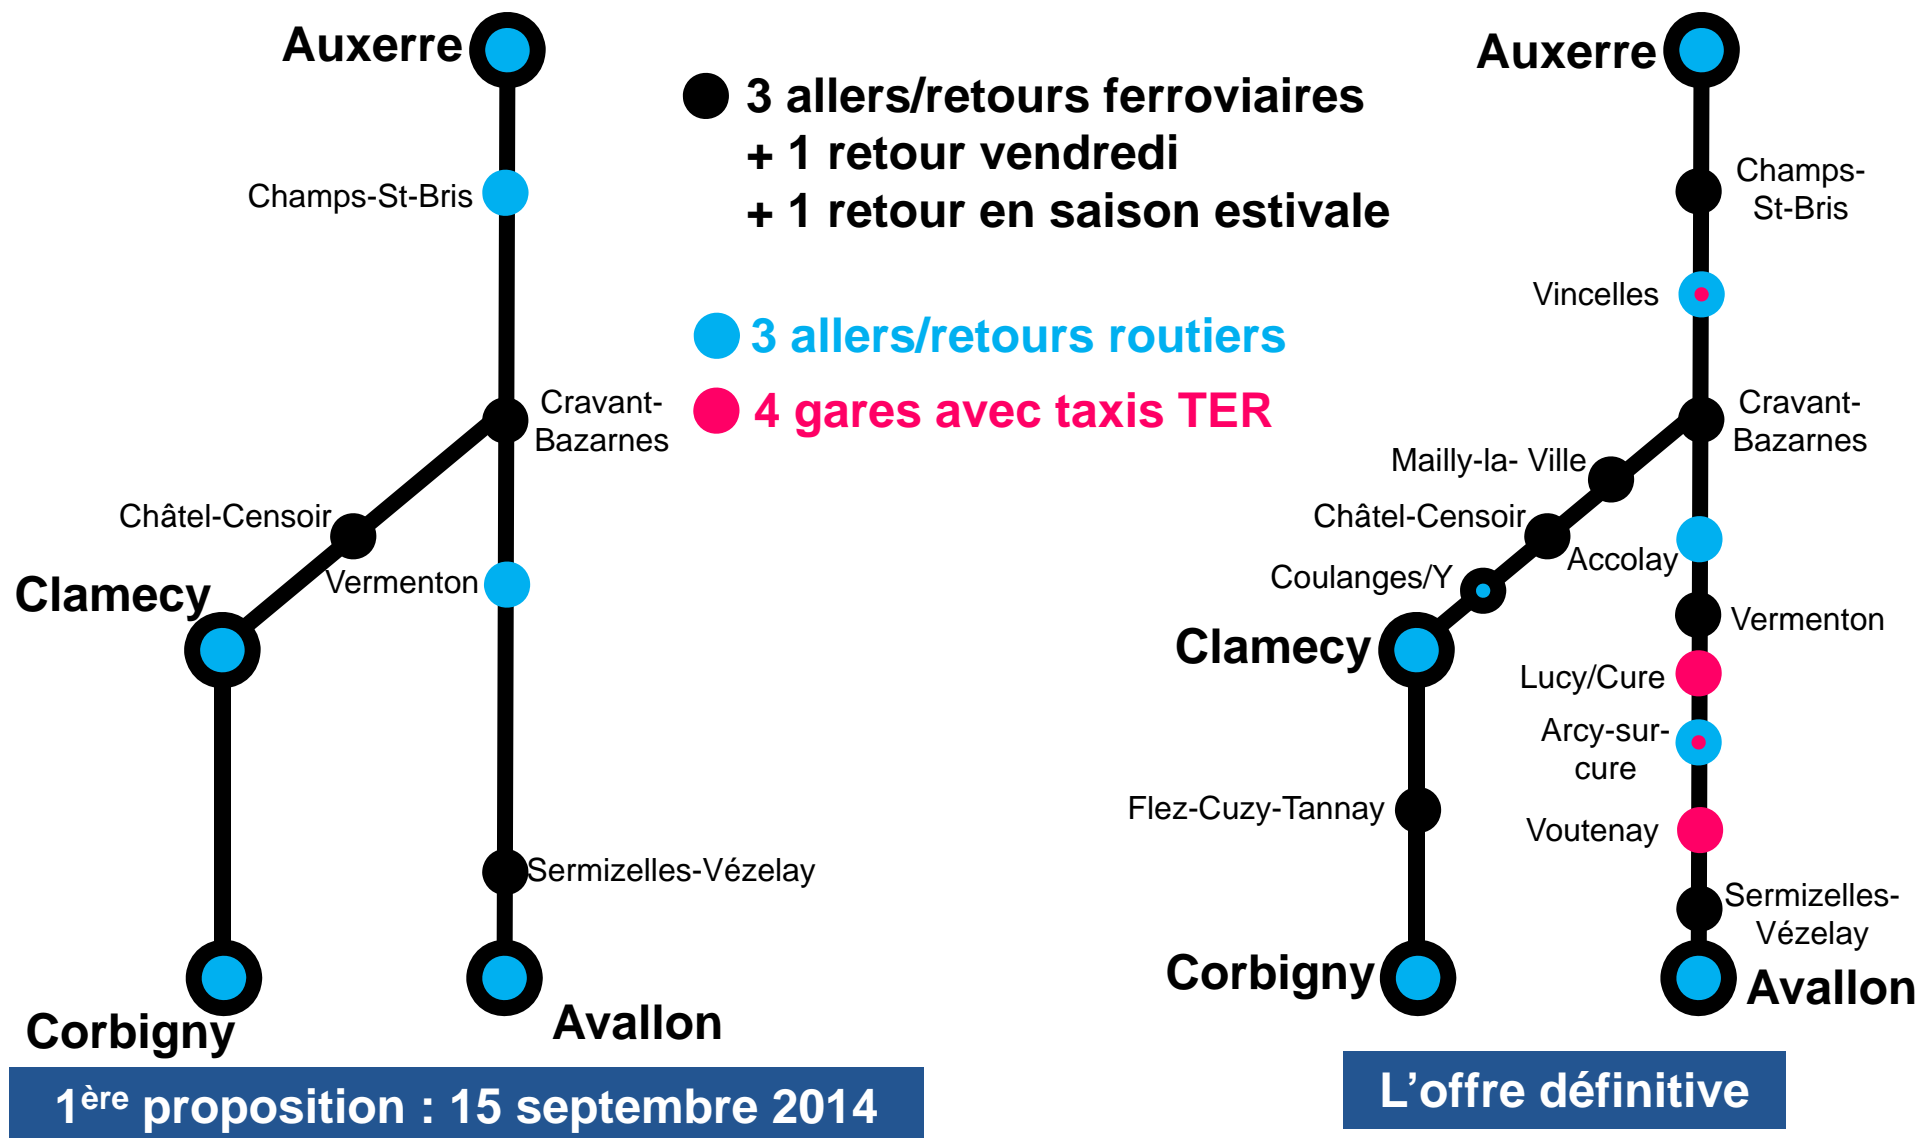 Auxerre
Champs-St-Bris
Cravant-
Bazarnes
Châtel-Censoir
Vermenton
Clamecy
Sermizelles-Vézelay
Corbigny
Avallon
1ère proposition : 15 septembre 2014
3 allers/retours ferroviaires
+ 1 retour vendredi
+ 1 retour en saison estivale
3 allers/retours routiers
4 gares avec taxis TER
Auxerre
Champs-
St-Bris
Vincelles
Cravant-
Bazarnes
Mailly-la- Ville
Châtel-Censoir
Accolay
Coulanges/Y
Vermenton
Clamecy
Lucy/Cure
Arcy-sur-
cure
Flez-Cuzy-Tannay
Voutenay
Sermizelles-
Vézelay
Corbigny
Avallon
L’offre définitive